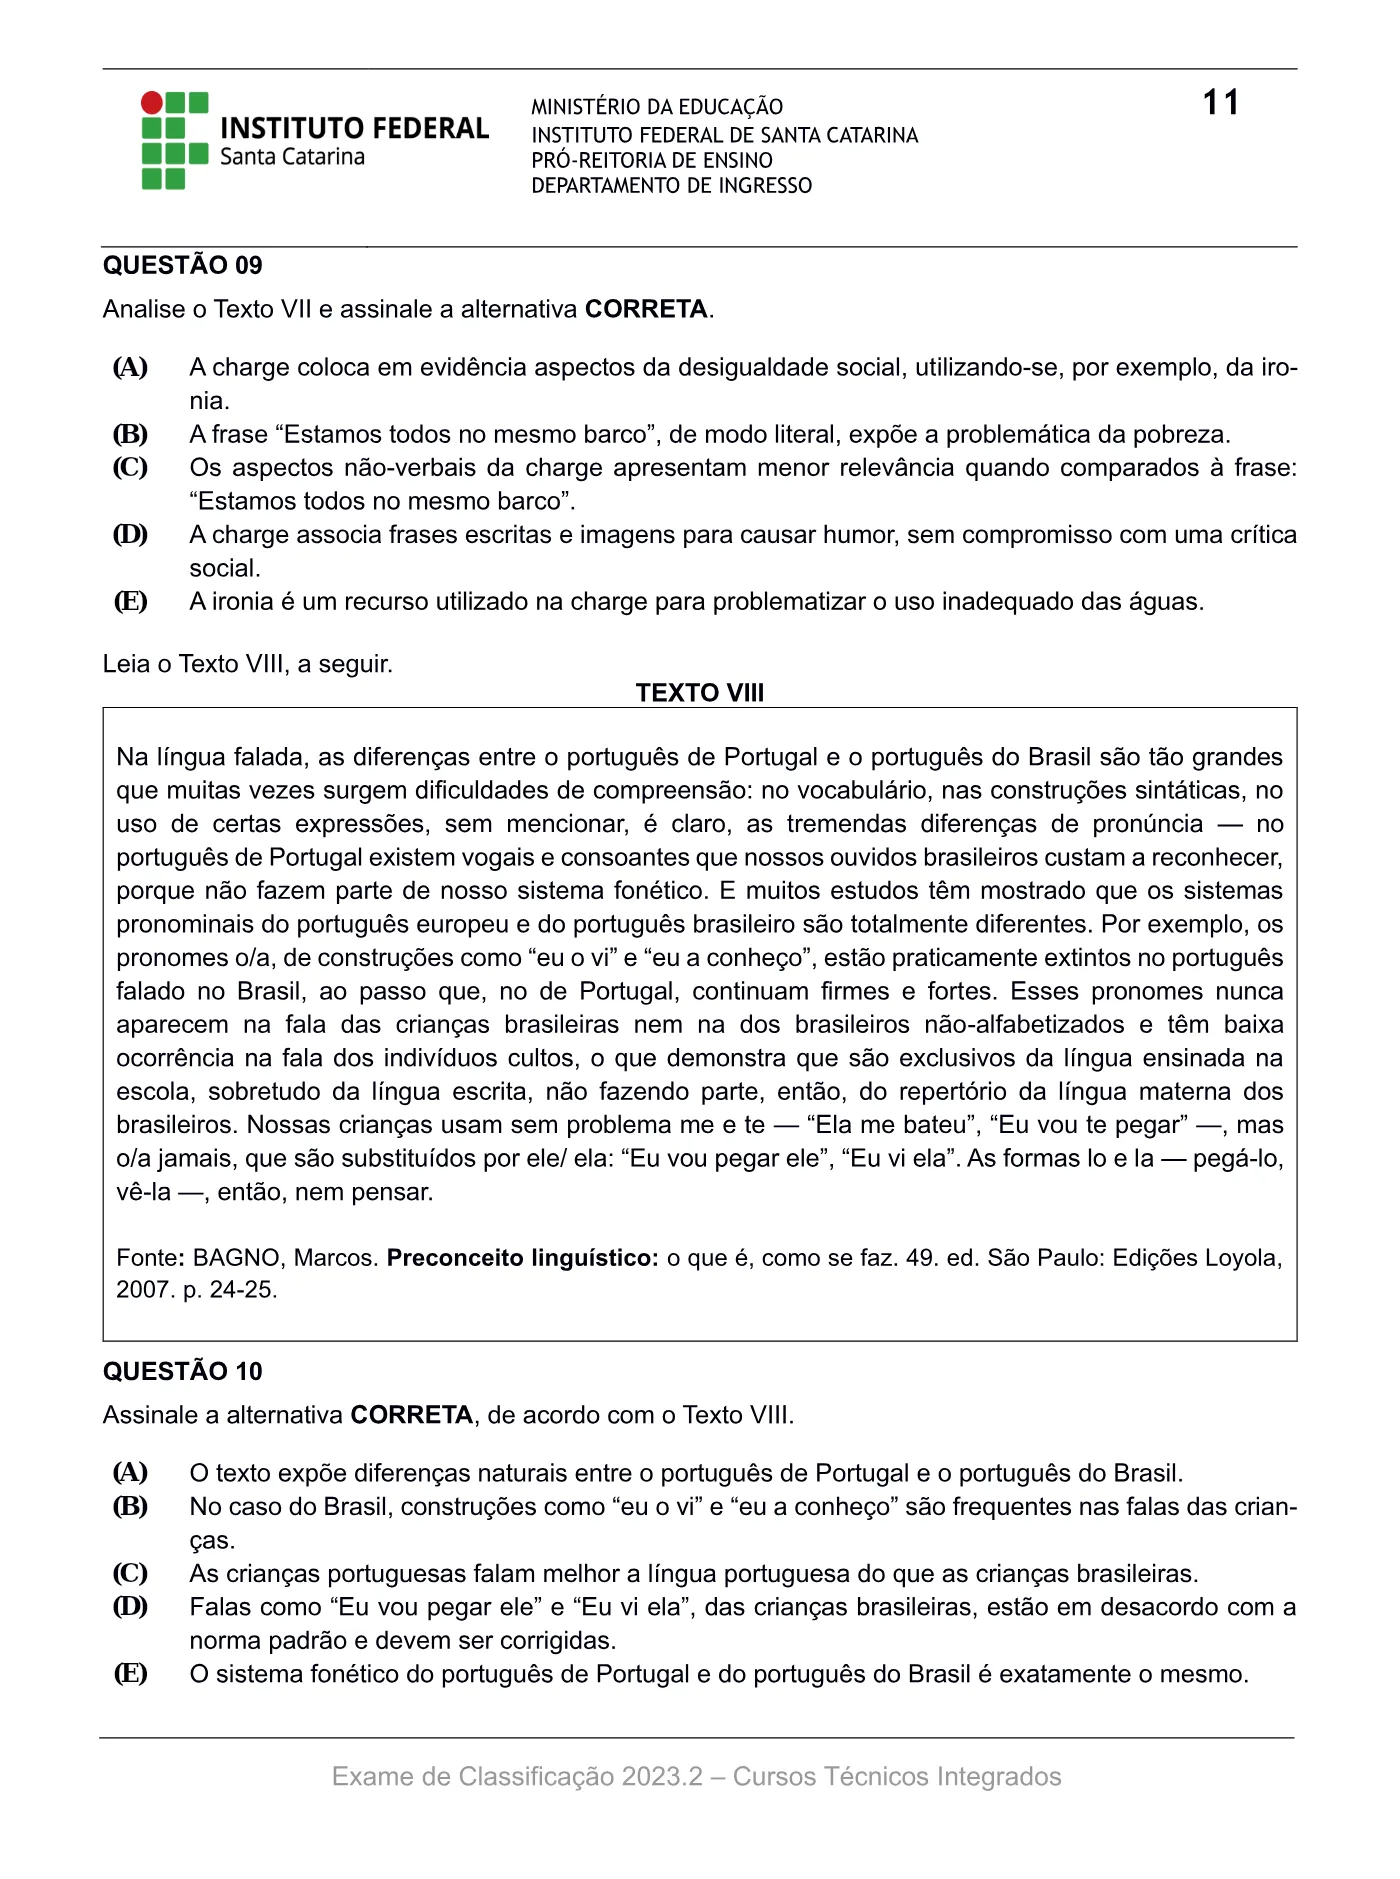 INSTITUTO FEDERAL
Santa Catarina
MINISTÉRIO DA EDUCAÇÃO
INSTITUTO FEDERAL DE SANTA CATARINA
PRÓ-REITORIA DE ENSINO
DEPARTAMENTO DE INGRESSO
11
QUESTÃO 09
Analise o Texto VII e assinale a alternativa CORRETA.
(A) A charge coloca em evidência aspectos da desigualdade social, utilizando-se, por exemplo, da iro-
nia.
(B) A frase “Estamos todos no mesmo barco”, de modo literal, expõe a problemática da pobreza.
(C) Os aspectos não-verbais da charge apresentam menor relevância quando comparados à frase:
“Estamos todos no mesmo barco”.
(D) A charge associa frases escritas e imagens para causar humor, sem compromisso com uma crítica
social.
(E) A ironia é um recurso utilizado na charge para problematizar o uso inadequado das águas.
Leia o Texto VIII, a seguir.
TEXTO VIII
Na língua falada, as diferenças entre o português de Portugal e o português do Brasil são tão grandes
que muitas vezes surgem dificuldades de compreensão: no vocabulário, nas construções sintáticas, no
uso de certas expressões, sem mencionar, é claro, as tremendas diferenças de pronúncia — no
português de Portugal existem vogais e consoantes que nossos ouvidos brasileiros custam a reconhecer,
porque não fazem parte de nosso sistema fonético. E muitos estudos têm mostrado que os sistemas
pronominais do português europeu e do português brasileiro são totalmente diferentes. Por exemplo, os
pronomes o/a, de construções como “eu o vi” e “eu a conheço”, estão praticamente extintos no português
falado no Brasil, ao passo que, no de Portugal, continuam firmes e fortes. Esses pronomes nunca
aparecem na fala das crianças brasileiras nem na dos brasileiros não-alfabetizados e têm baixa
ocorrência na fala dos indivíduos cultos, o que demonstra que são exclusivos da língua ensinada na
escola, sobretudo da língua escrita, não fazendo parte, então, do repertório da língua materna dos
brasileiros. Nossas crianças usam sem problema me e te — “Ela me bateu”, “Eu vou te pegar” —, mas
o/a jamais, que são substituídos por ele/ ela: “Eu vou pegar ele”, “Eu vi ela”. As formas lo e la — pegá-lo,
vê-la —, então, nem pensar.
Fonte: BAGNO, Marcos. Preconceito linguístico: o que é, como se faz. 49. ed. São Paulo: Edições Loyola,
2007. p. 24-25.
QUESTÃO 10
Assinale a alternativa CORRETA, de acordo com o Texto VIII.
(A) O texto expõe diferenças naturais entre o português de Portugal e o português do Brasil.
(B) No caso do Brasil, construções como “eu o vi” e “eu a conheço” são frequentes nas falas das crian-
ças.
(C) As crianças portuguesas falam melhor a língua portuguesa do que as crianças brasileiras.
(D) Falas como “Eu vou pegar ele” e “Eu vi ela”, das crianças brasileiras, estão em desacordo com a
norma padrão e devem ser corrigidas.
(E) O sistema fonético do português de Portugal e do português do Brasil é exatamente o mesmo.
Exame de Classificação 2023.2 – Cursos Técnicos Integrados